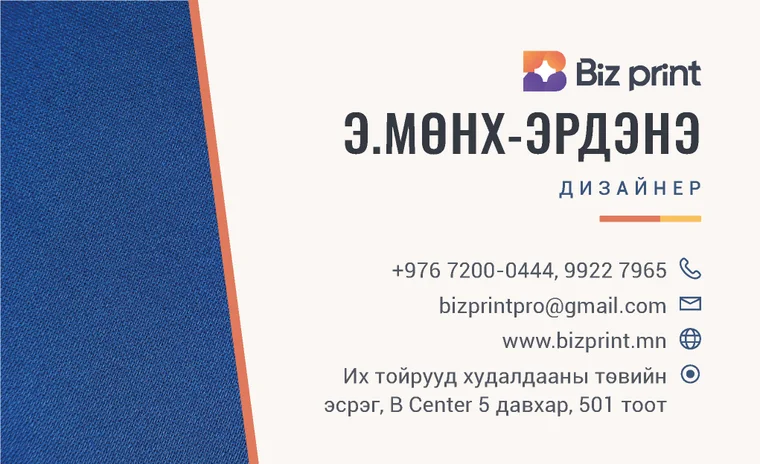 Biz print
Э.МӨНХ-ЭРДЭНЭ
ДИЗАЙНЕР
+976 7200-0444, 9922 7965
bizprintpro@gmail.com
www.bizprint.mn
Их тойрууд худалдааны төвийн
эсрэг, B Center 5 давхар, 501 тоот